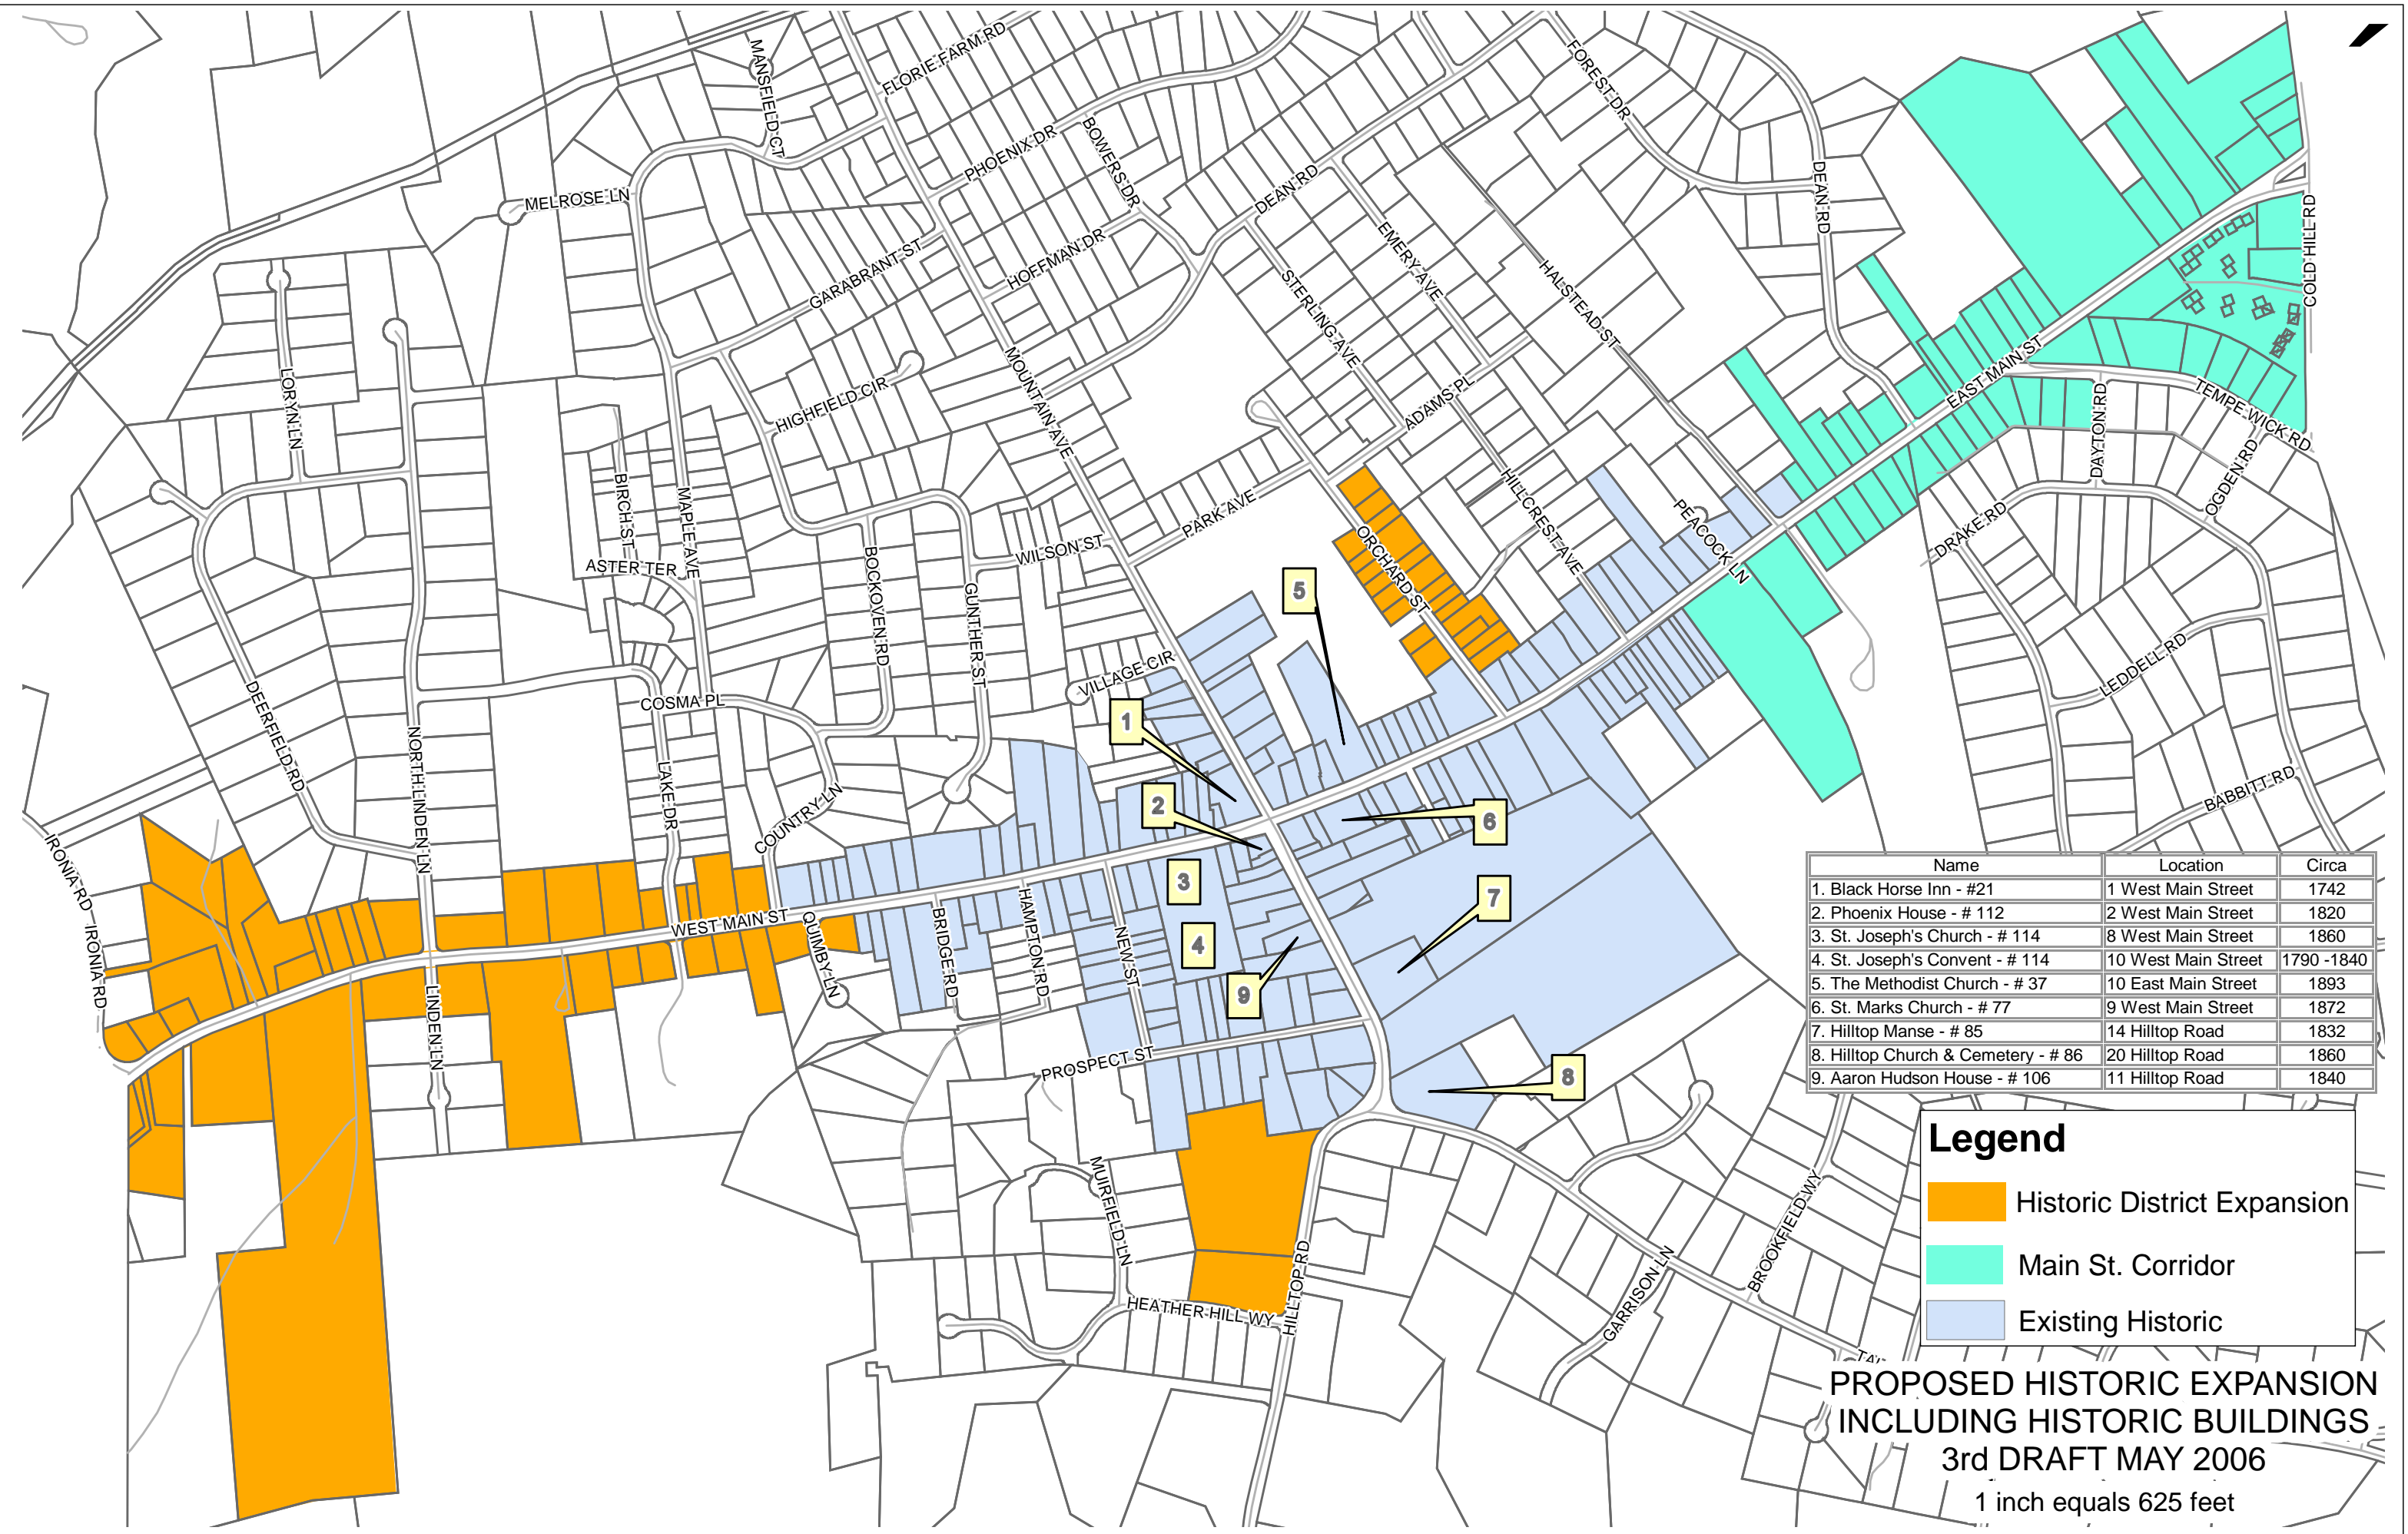 MANSFIELD CT
FLORIE FARM RD
FOREST DR
PHOENIX DR
BOWERS DR
MELROSE LN
DEAN RD
DEAN RD
COLD HILL RD
GARABRANT ST
HOFFMAN DR
EMERY AVE
STERLING AVE
HALSTEAD ST
LORYN LN
HIGHFIELD CIR
MOUNTAIN AVE
ADAMS PL
EAST MAIN ST
TEMPE WICK RD
DAYTON RD
OGDEN RD
BIRCH ST
MAPLE AVE
PARK AVE
HILLCREST AVE
PEACOCK LN
DRAKE RD
ASTER TER
BOCKOVEN RD
WILSON ST
GUNTHER ST
ORCHARD ST
5
VILLAGE CIR
LEDDELL RD
DEERFIELD RD
COSMA PL
1
NORTH LINDEN LN
LAKE DR
COUNTRY LN
2
6
BABBITT RD
IRONIA RD
IRONIA RD
WEST MAIN ST
QUIMBY LN
BRIDGE RD
HAMPTON RD
NEW ST
3
4
7
9
LINDEN LN
PROSPECT ST
8
MUIRFIELD LN
HEATHER HILL WY
HILLTOP RD
GARRISON LN
BROOKFIELD WY
Name Location Circa
1. Black Horse Inn - #21 1 West Main Street 1742
2. Phoenix House - # 112 2 West Main Street 1820
3. St. Joseph's Church - # 114 8 West Main Street 1860
4. St. Joseph's Convent - # 114 10 West Main Street 1790 -1840
5. The Methodist Church - # 37 10 East Main Street 1893
6. St. Marks Church - # 77 9 West Main Street 1872
7. Hilltop Manse - # 85 14 Hilltop Road 1832
8. Hilltop Church & Cemetery - # 86 20 Hilltop Road 1860
9. Aaron Hudson House - # 106 11 Hilltop Road 1840
Legend
Historic District Expansion
Main St. Corridor
Existing Historic
PROPOSED HISTORIC EXPANSION
INCLUDING HISTORIC BUILDINGS
3rd DRAFT MAY 2006
1 inch equals 625 feet